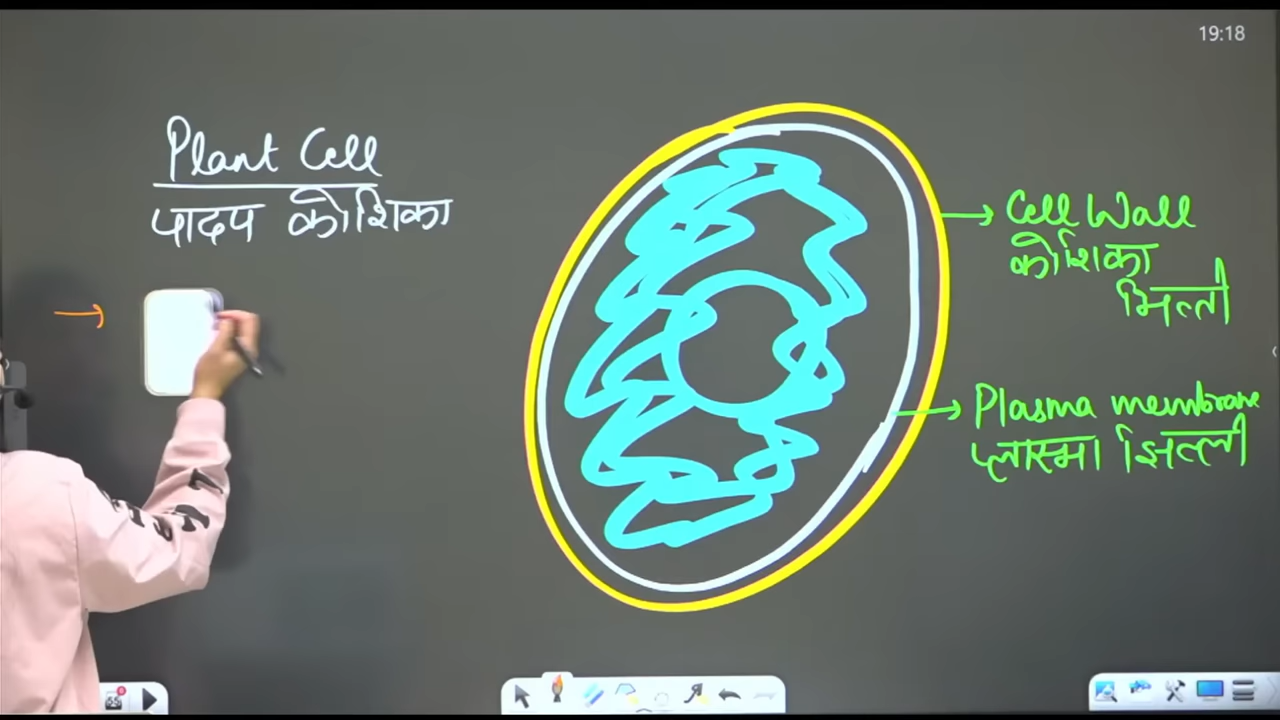 19:18
Plant Cell
पादप कोशिका
Cell Wall
कोशिका
भित्ती
Plasma membrane
प्लास्मा झिल्ली